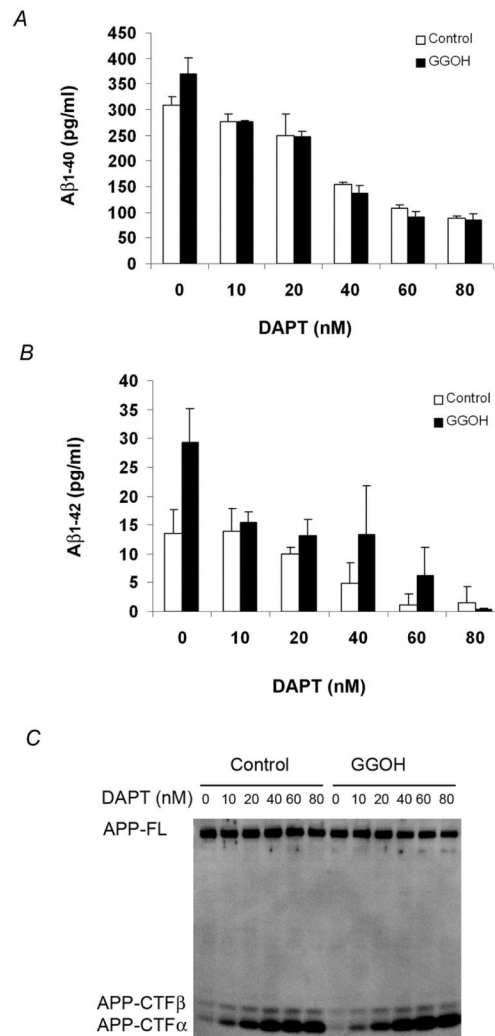 A
Control
GGOH
Aβ1-40 (pg/ml)
450
400
350
300
250
200
150
100
50
0
0 10 20 40 60 80
DAPT (nM)
B
Control
GGOH
Aβ1-42 (pg/ml)
40
35
30
25
20
15
10
5
0
0 10 20 40 60 80
DAPT (nM)
C
Control GGOH
DAPT (nM) 0 10 20 40 60 80 0 10 20 40 60 80
APP-FL
APP-CTFβ
APP-CTFα